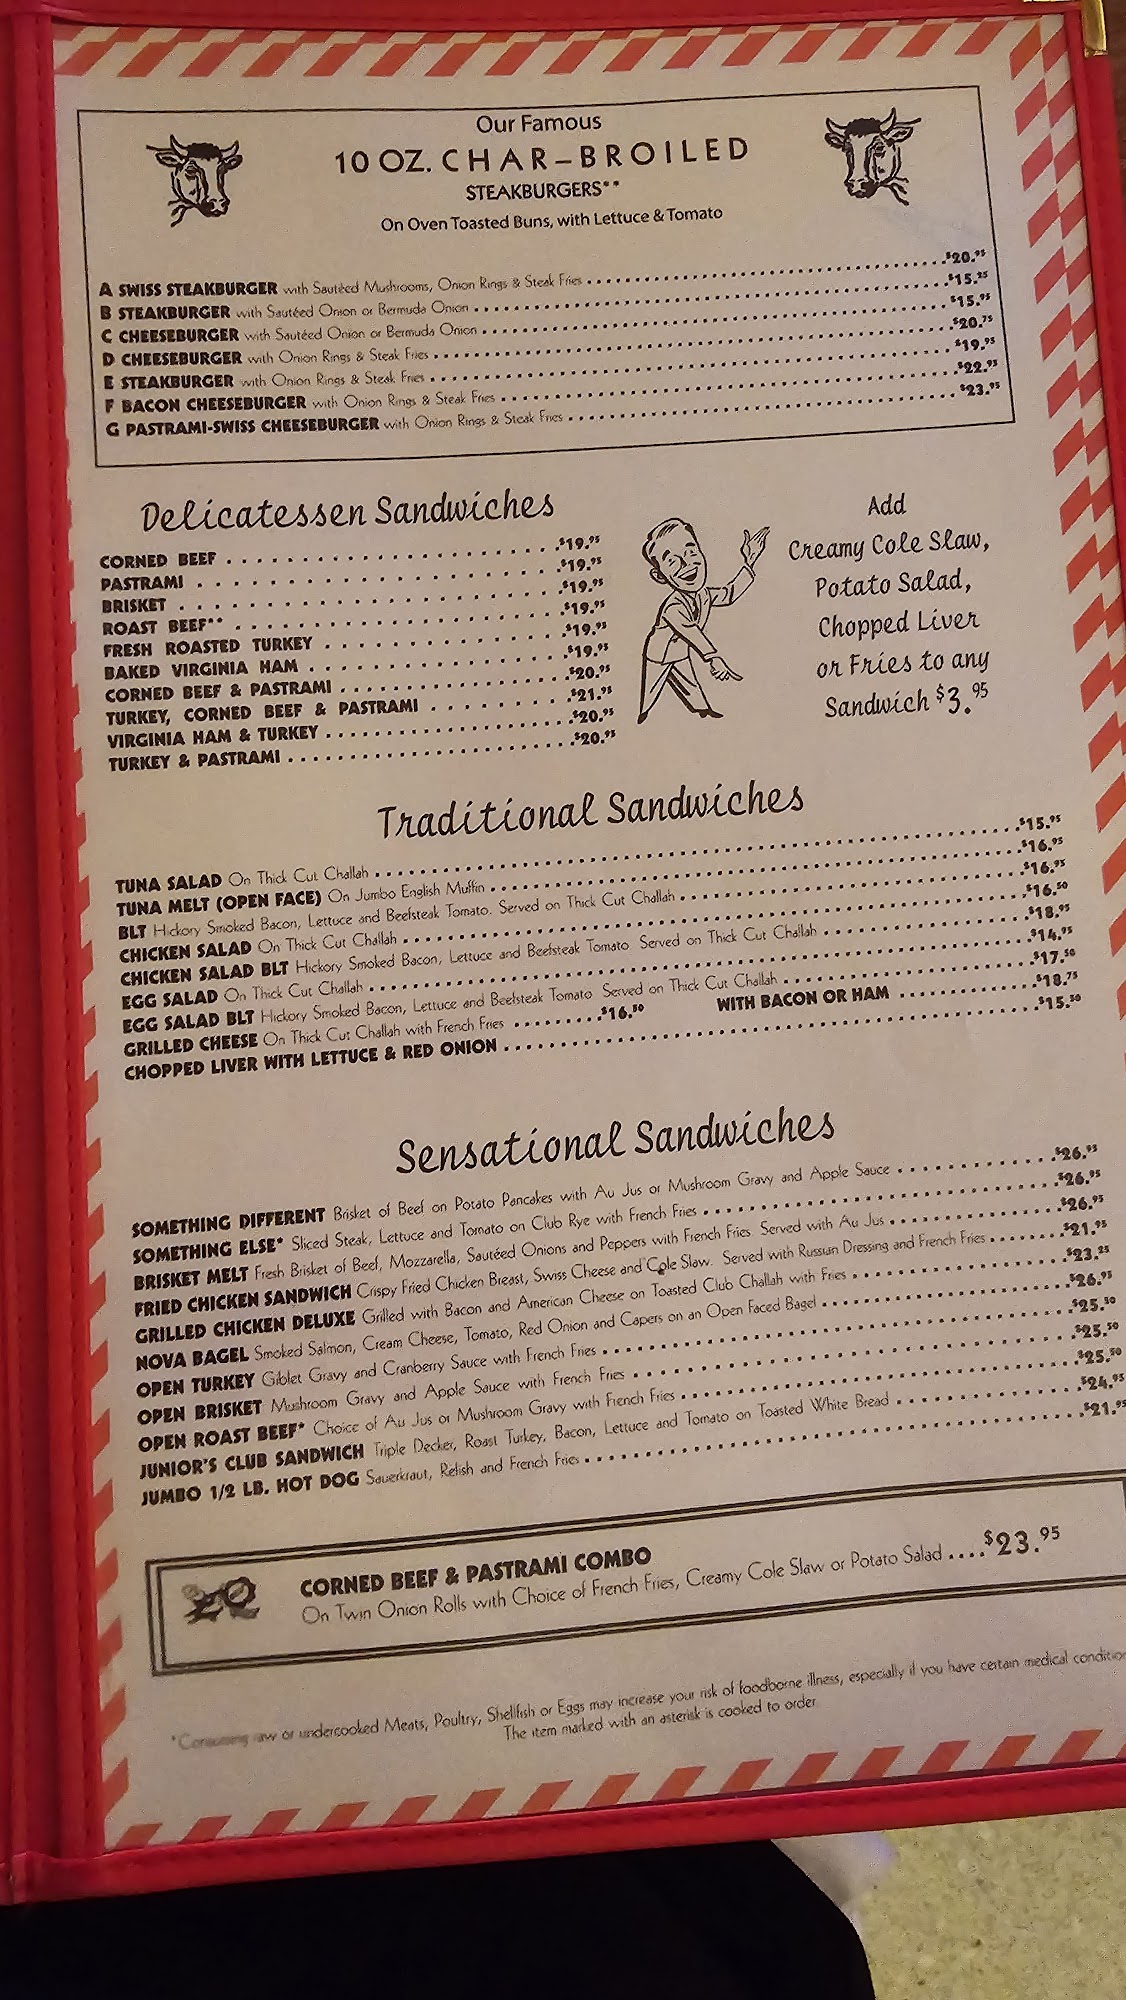 Our Famous
10 OZ. CHAR–BROILED
STEAKBURGERS**
On Oven Toasted Buns, with Lettuce & Tomato
A SWISS STEAKBURGER with Sautéed Mushrooms, Onion Rings & Steak Fries $20.95
B STEAKBURGER with Sautéed Onion or Bermuda Onion $15.25
C CHEESEBURGER with Sautéed Onion or Bermuda Onion $15.95
D CHEESEBURGER with Onion Rings & Steak Fries $20.75
E STEAKBURGER with Onion Rings & Steak Fries $19.95
F BACON CHEESEBURGER with Onion Rings & Steak Fries $22.95
G PASTRAMI-SWISS CHEESEBURGER with Onion Rings & Steak Fries $23.95
Delicatessen Sandwiches
CORNED BEEF $19.95
PASTRAMI $19.95
BRISKET $19.95
ROAST BEEF** $19.95
FRESH ROASTED TURKEY $19.95
BAKED VIRGINIA HAM $19.95
CORNED BEEF & PASTRAMI $20.95
TURKEY, CORNED BEEF & PASTRAMI $21.95
VIRGINIA HAM & TURKEY $20.95
TURKEY & PASTRAMI $20.95
Add
Creamy Cole Slaw,
Potato Salad,
Chopped Liver
or Fries to any
Sandwich $3.95
Traditional Sandwiches
TUNA SALAD On Thick Cut Challah $15.95
TUNA MELT (OPEN FACE) On Jumbo English Muffin $16.95
BLT Hickory Smoked Bacon, Lettuce and Beefsteak Tomato. Served on Thick Cut Challah $16.95
CHICKEN SALAD On Thick Cut Challah $16.50
CHICKEN SALAD BLT Hickory Smoked Bacon, Lettuce and Beefsteak Tomato Served on Thick Cut Challah $18.95
EGG SALAD On Thick Cut Challah $14.95
EGG SALAD BLT Hickory Smoked Bacon, Lettuce and Beefsteak Tomato Served on Thick Cut Challah $17.50
GRILLED CHEESE On Thick Cut Challah with French Fries $16.50 WITH BACON OR HAM $18.75
CHOPPED LIVER WITH LETTUCE & RED ONION $15.50
Sensational Sandwiches
SOMETHING DIFFERENT Brisket of Beef on Potato Pancakes with Au Jus or Mushroom Gravy and Apple Sauce $26.95
SOMETHING ELSE* Sliced Steak, Lettuce and Tomato on Club Rye with French Fries $26.95
BRISKET MELT Fresh Brisket of Beef, Mozzarella, Sautéed Onions and Peppers with French Fries. Served with Au Jus $26.95
FRIED CHICKEN SANDWICH Crispy Fried Chicken Breast, Swiss Cheese and Cole Slaw. Served with Russian Dressing and French Fries $21.95
GRILLED CHICKEN DELUXE Grilled with Bacon and American Cheese on Toasted Club Challah with Fries $23.25
NOVA BAGEL Smoked Salmon, Cream Cheese, Tomato, Red Onion and Capers on an Open Faced Bagel $26.95
OPEN TURKEY Giblet Gravy and Cranberry Sauce with French Fries $25.50
OPEN BRISKET Mushroom Gravy and Apple Sauce with French Fries $25.50
OPEN ROAST BEEF* Choice of Au Jus or Mushroom Gravy with French Fries $25.50
JUNIOR'S CLUB SANDWICH Triple Decker, Roast Turkey, Bacon, Lettuce and Tomato on Toasted White Bread $24.95
JUMBO 1/2 LB. HOT DOG Sauerkraut, Relish and French Fries $21.95
CORNED BEEF & PASTRAMI COMBO
On Twin Onion Rolls with Choice of French Fries, Creamy Cole Slaw or Potato Salad ....$23.95
*Consuming raw or undercooked Meats, Poultry, Shellfish or Eggs may increase your risk of foodborne illness, especially if you have certain medical condition
The item marked with an asterisk is cooked to order